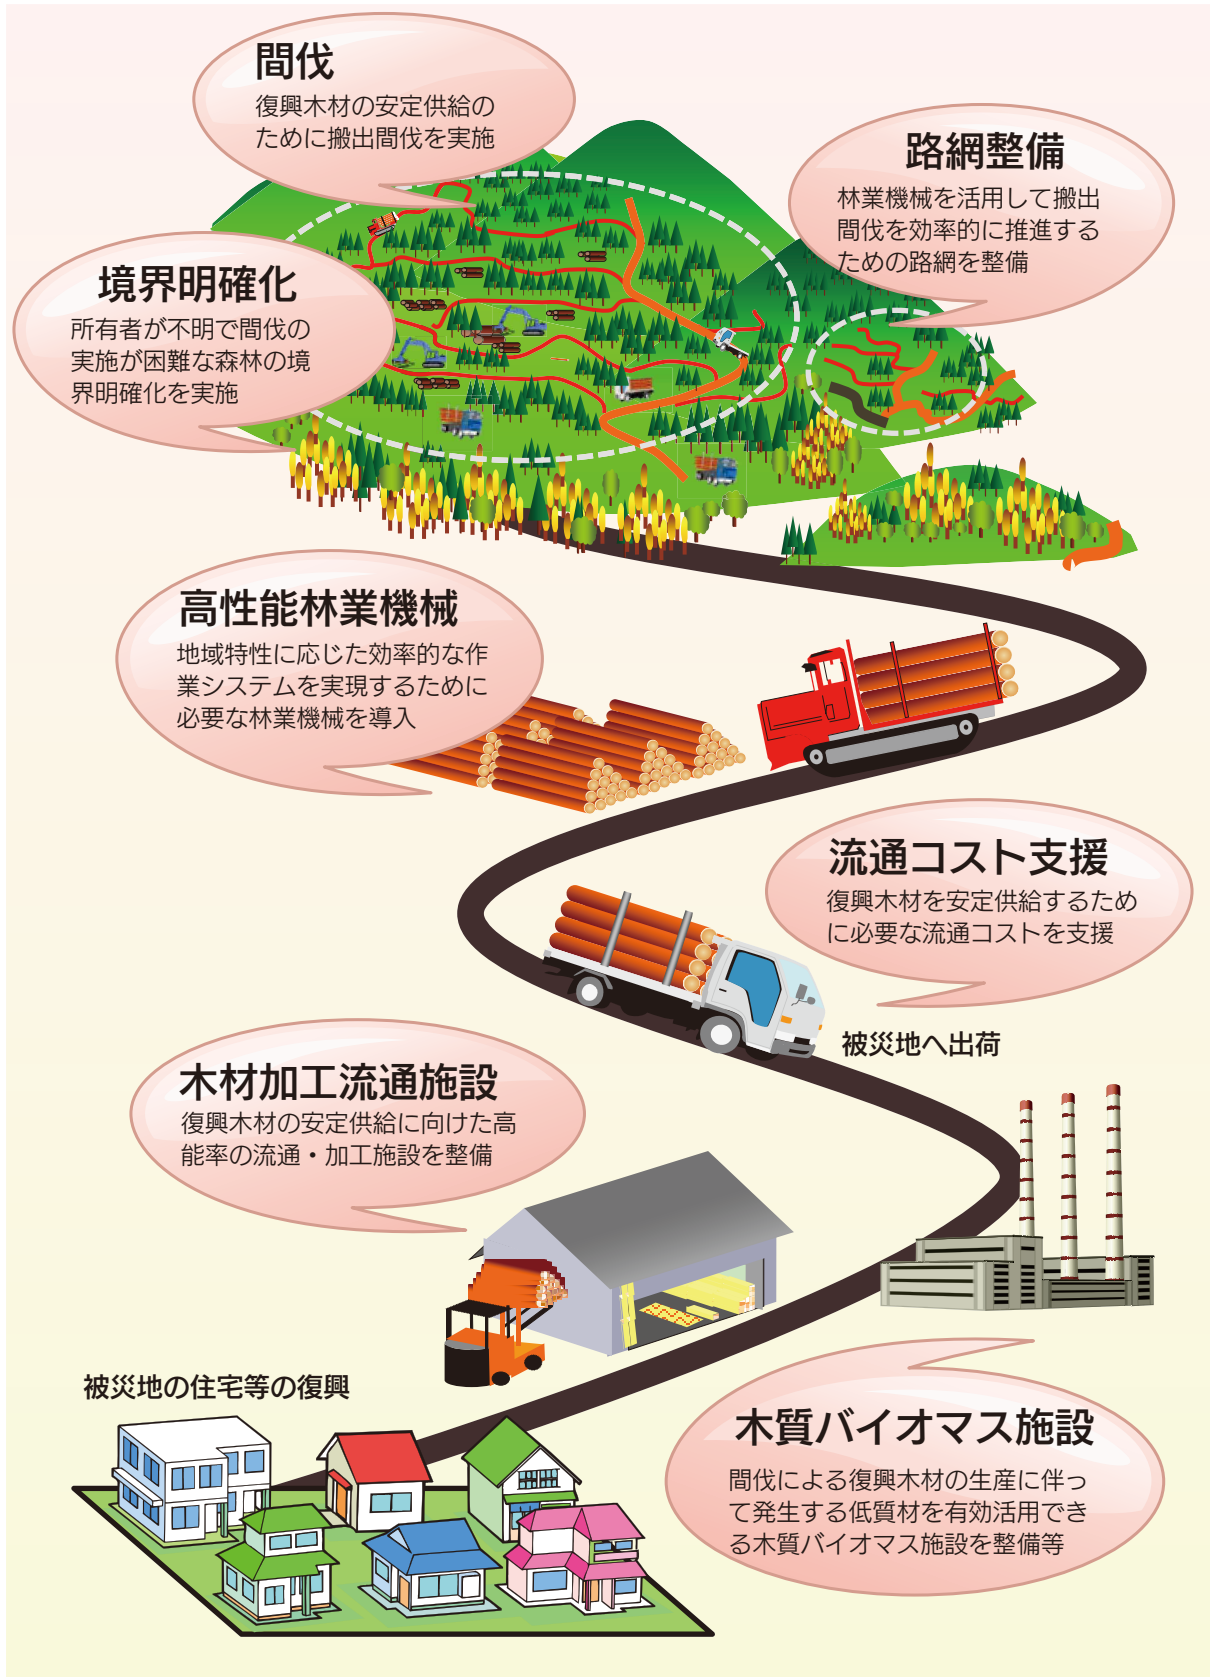 間伐
復興木材の安定供給の
ために搬出間伐を実施
路網整備
林業機械を活用して搬出
間伐を効率的に推進する
ための路網を整備
境界明確化
所有者が不明で間伐の
実施が困難な森林の境
界明確化を実施
高性能林業機械
地域特性に応じた効率的な作
業システムを実現するために
必要な林業機械を導入
流通コスト支援
復興木材を安定供給するため
に必要な流通コストを支援
被災地へ出荷
木材加工流通施設
復興木材の安定供給に向けた高
能率の流通・加工施設を整備
被災地の住宅等の復興
木質バイオマス施設
間伐による復興木材の生産に伴っ
て発生する低質材を有効活用でき
る木質バイオマス施設を整備等